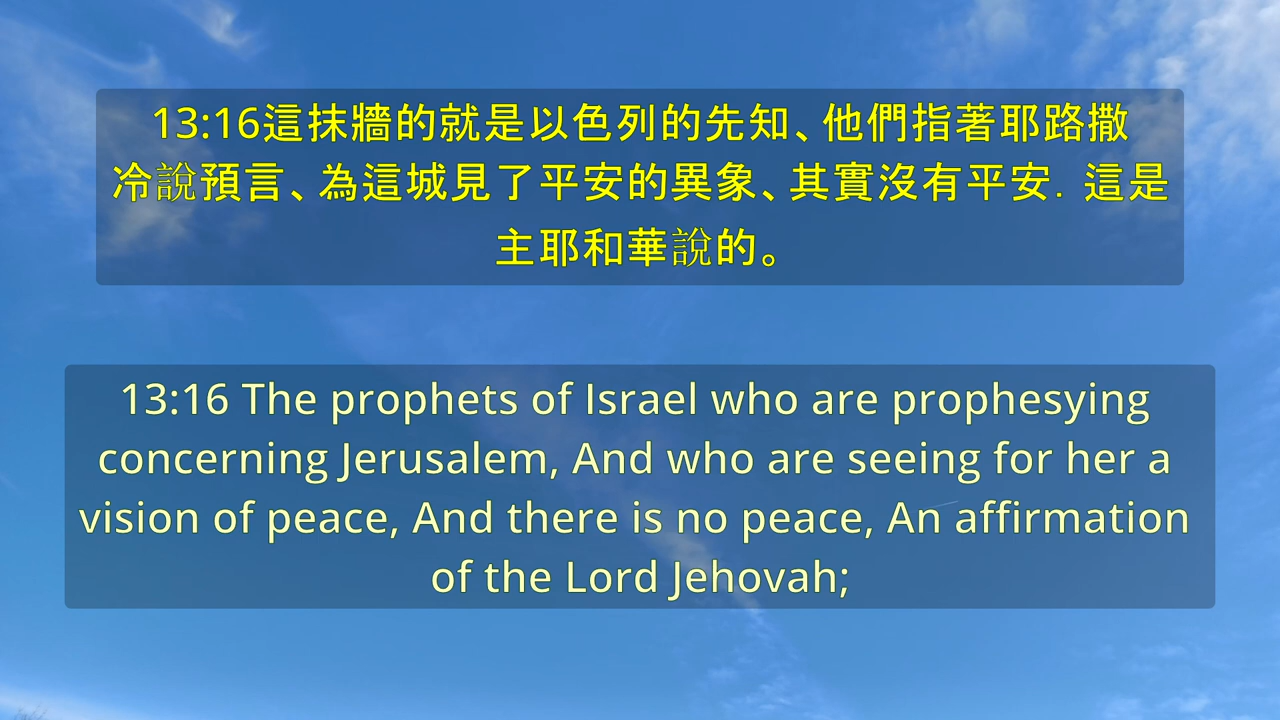 13:16這抹牆的就是以色列的先知、他們指著耶路撒
冷說預言、為這城見了平安的異象、其實沒有平安．這是
主耶和華說的。
13:16 The prophets of Israel who are prophesying
concerning Jerusalem, And who are seeing for her a
vision of peace, And there is no peace, An affirmation
of the Lord Jehovah;